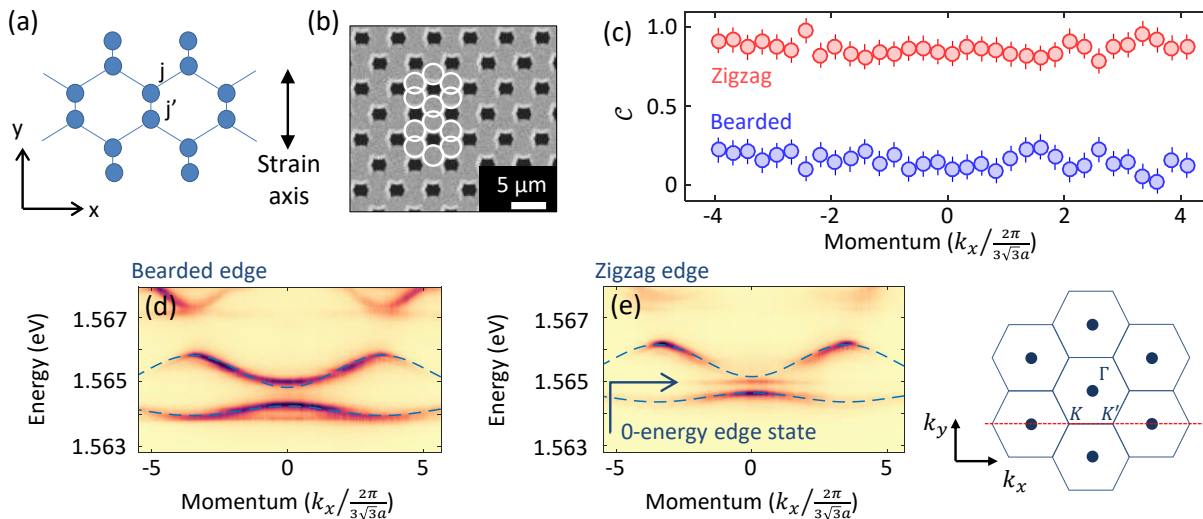 (a)
j
j'
y
x
Strain
axis
(b)
5 μm
(c)
1.0
0.5
0
𝒞
Zigzag
Bearded
-4
-2
0
2
4
Momentum (k_x/ 2π/3√3a)
Bearded edge
(d)
1.567
1.565
1.563
Energy (eV)
-5
0
5
Momentum (k_x/ 2π/3√3a)
Zigzag edge
(e)
1.567
1.565
1.563
Energy (eV)
0-energy edge state
-5
0
5
Momentum (k_x/ 2π/3√3a)
Γ
K
K'
k_y
k_x